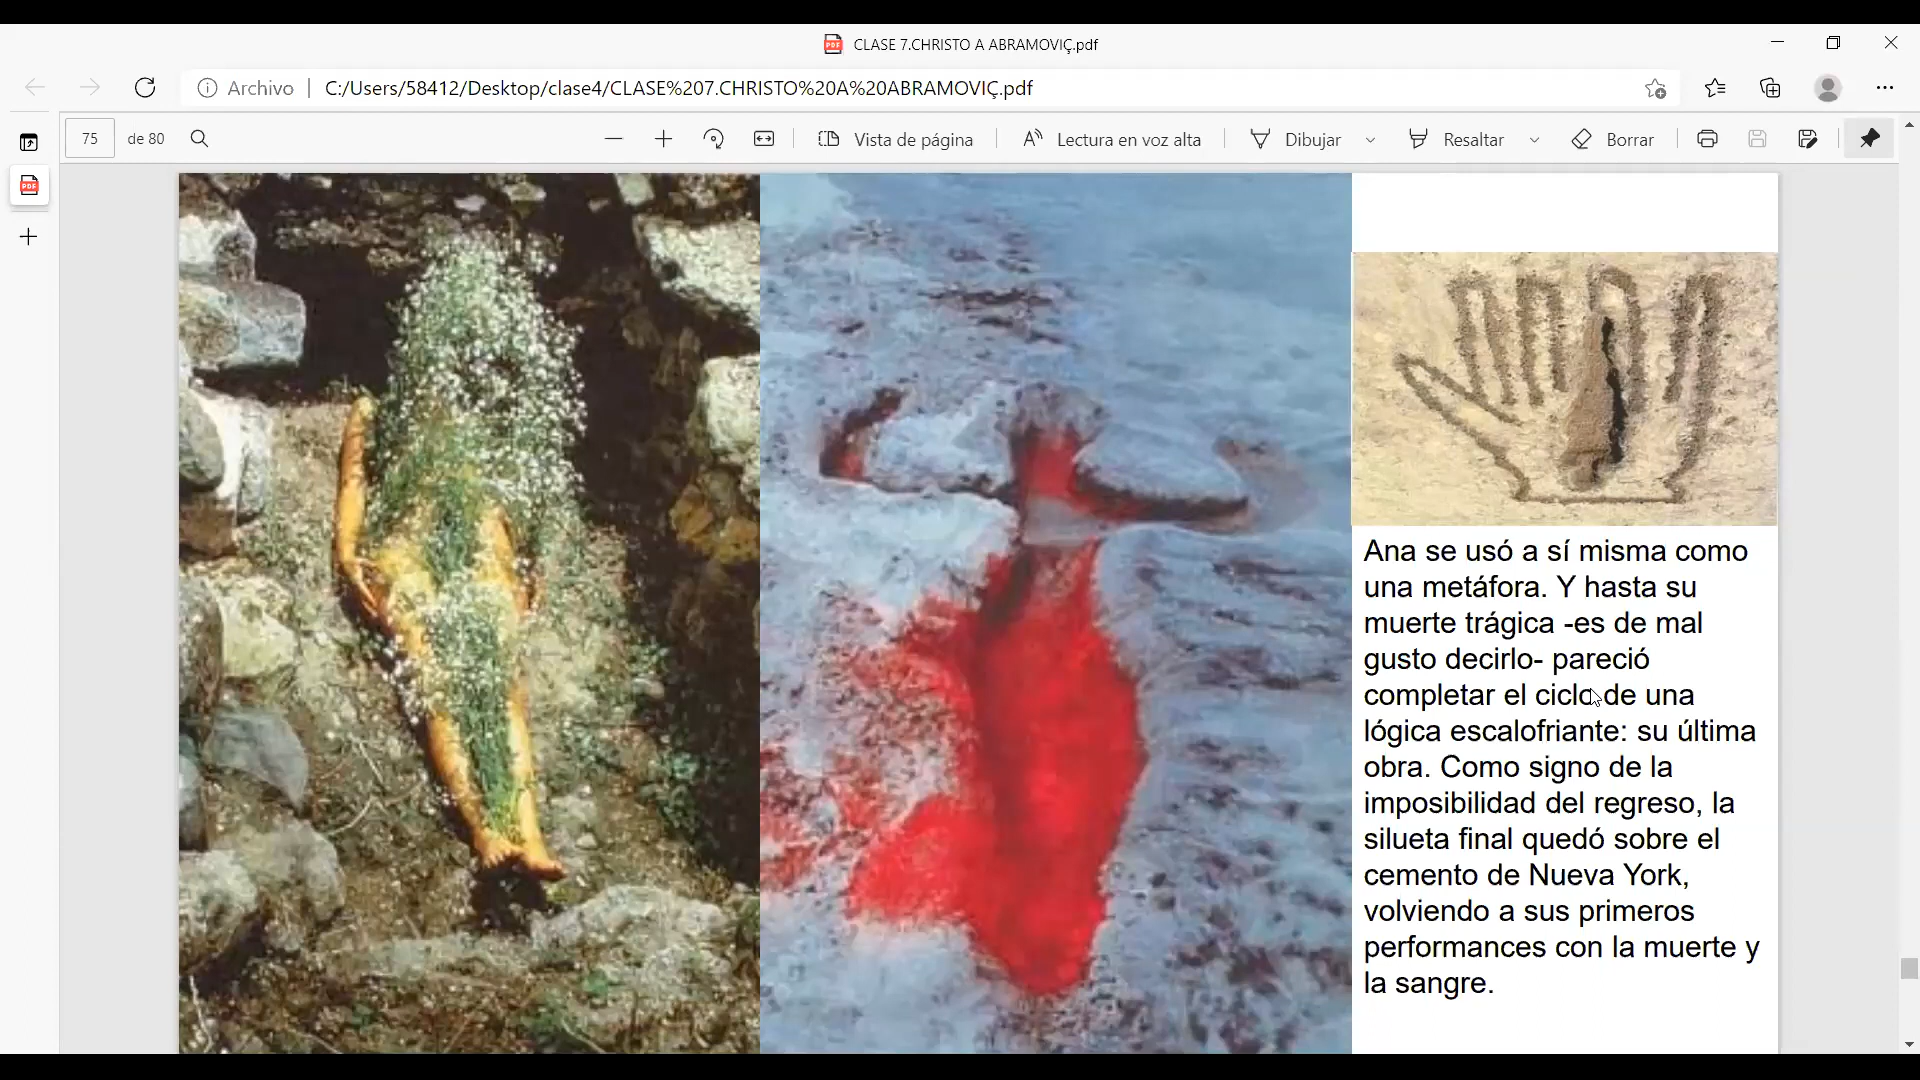 CLASE 7.CHRISTO A ABRAMOVIÇ.pdf
Archivo
C:/Users/58412/Desktop/clase4/CLASE%207.CHRISTO%20A%20ABRAMOVIÇ.pdf
75 de 80
Vista de página
Lectura en voz alta
Dibujar
Resaltar
Borrar
Ana se usó a sí misma como
una metáfora. Y hasta su
muerte trágica -es de mal
gusto decirlo- pareció
completar el ciclo de una
lógica escalofriante: su última
obra. Como signo de la
imposibilidad del regreso, la
silueta final quedó sobre el
cemento de Nueva York,
volviendo a sus primeros
performances con la muerte y
la sangre.